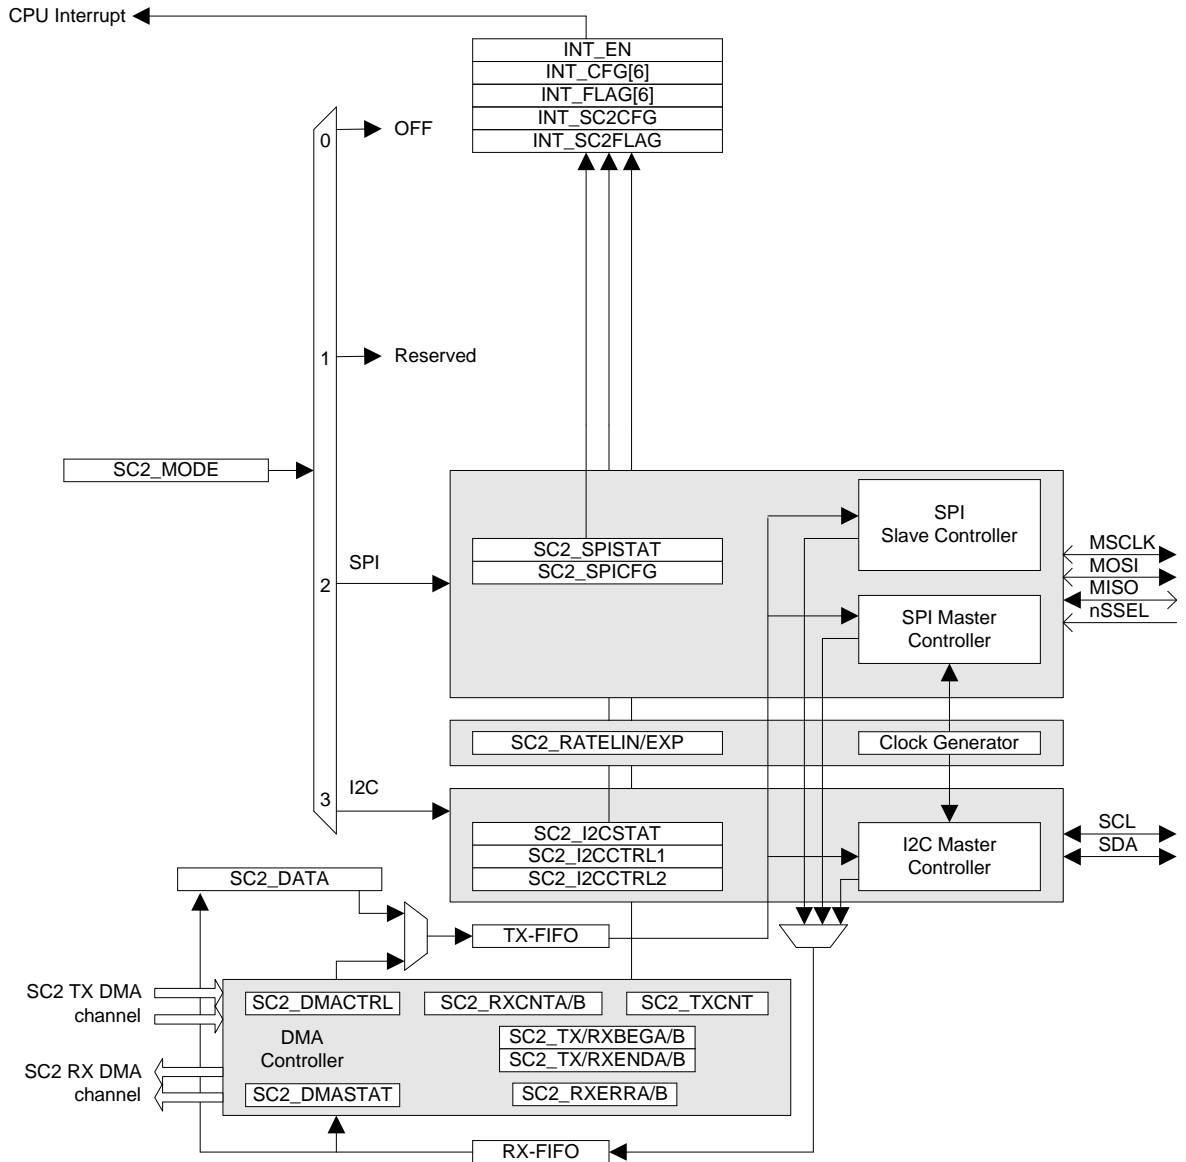 CPU Interrupt
INT_EN
INT_CFG[6]
INT_FLAG[6]
INT_SC2CFG
INT_SC2FLAG
0
OFF
1
Reserved
SC2_MODE
2
SPI
SC2_SPISTAT
SC2_SPICFG
SPI
Slave Controller
SPI Master
Controller
MSCLK
MOSI
MISO
nSSEL
SC2_RATELIN/EXP
Clock Generator
3
I2C
SC2_I2CSTAT
SC2_I2CCTRL1
SC2_I2CCTRL2
I2C Master
Controller
SCL
SDA
SC2_DATA
TX-FIFO
SC2 TX DMA
channel
SC2 RX DMA
channel
SC2_DMACTRL
SC2_RXCNTA/B
SC2_TXCNT
DMA
Controller
SC2_TX/RXBEGA/B
SC2_TX/RXENDA/B
SC2_DMASTAT
SC2_RXERRA/B
RX-FIFO